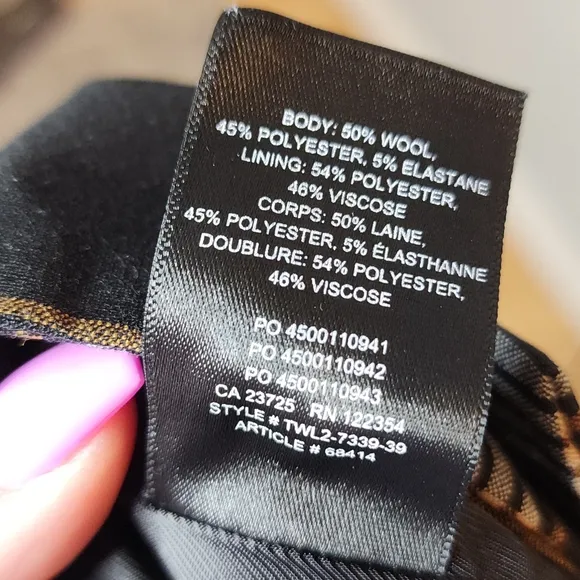 BODY: 50% WOOL,
45% POLYESTER, 5% ELASTANE
LINING: 54% POLYESTER,
46% VISCOSE
CORPS: 50% LAINE,
45% POLYESTER, 5% ÉLASTHANNE
DOUBLURE: 54% POLYESTER,
46% VISCOSE
PO 4500110941
PO 4500110942
PO 4500110943
CA 23725 RN 122354
STYLE # TWL2-7339-39
ARTICLE # 68414